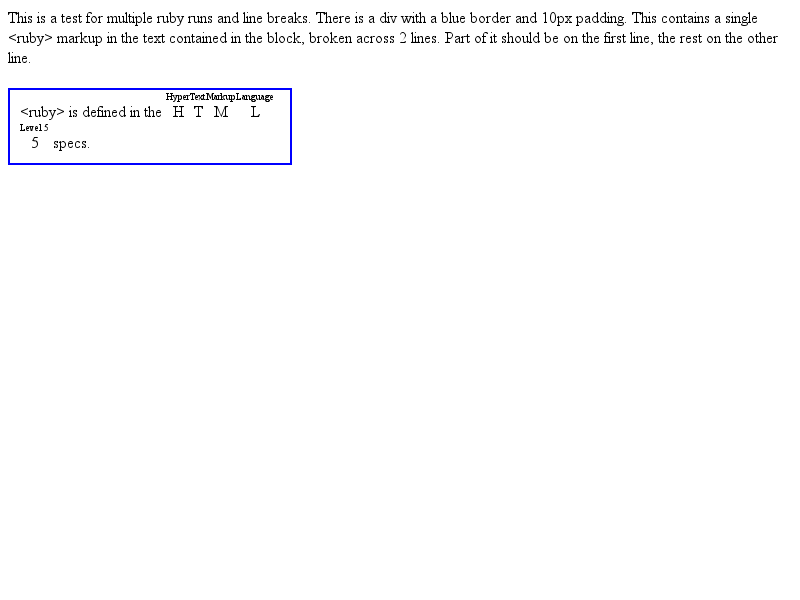 This is a test for multiple ruby runs and line breaks. There is a div with a blue border and 10px padding. This contains a single
<ruby> markup in the text contained in the block, broken across 2 lines. Part of it should be on the first line, the rest on the other
line.
HyperTextMarkupLanguage
<ruby> is defined in the H T M L
Level 5
5 specs.